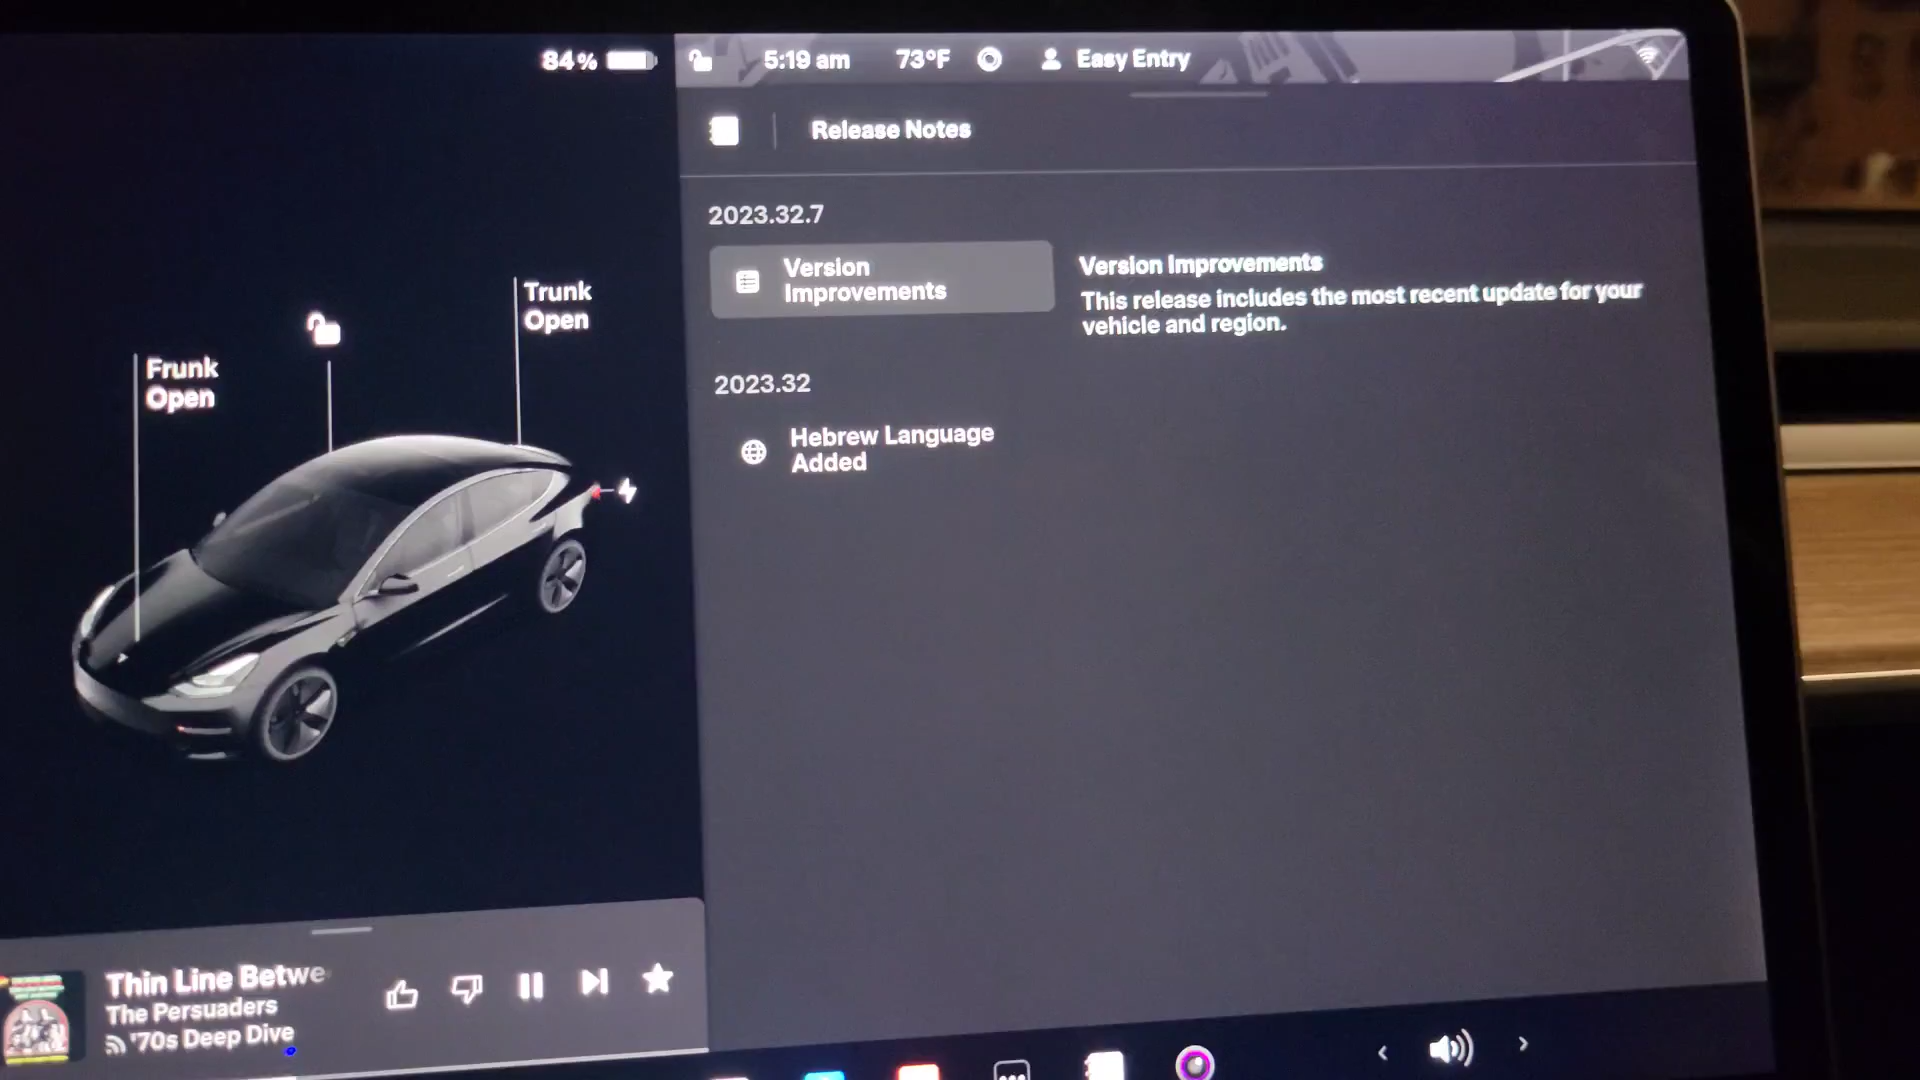 84%
5:19 am
73°F
Easy Entry
Release Notes
2023.32.7
Version
Improvements
Version Improvements
This release includes the most recent update for your
vehicle and region.
2023.32
Hebrew Language
Added
Trunk
Open
Frunk
Open
Thin Line Betwe
The Persuaders
'70s Deep Dive